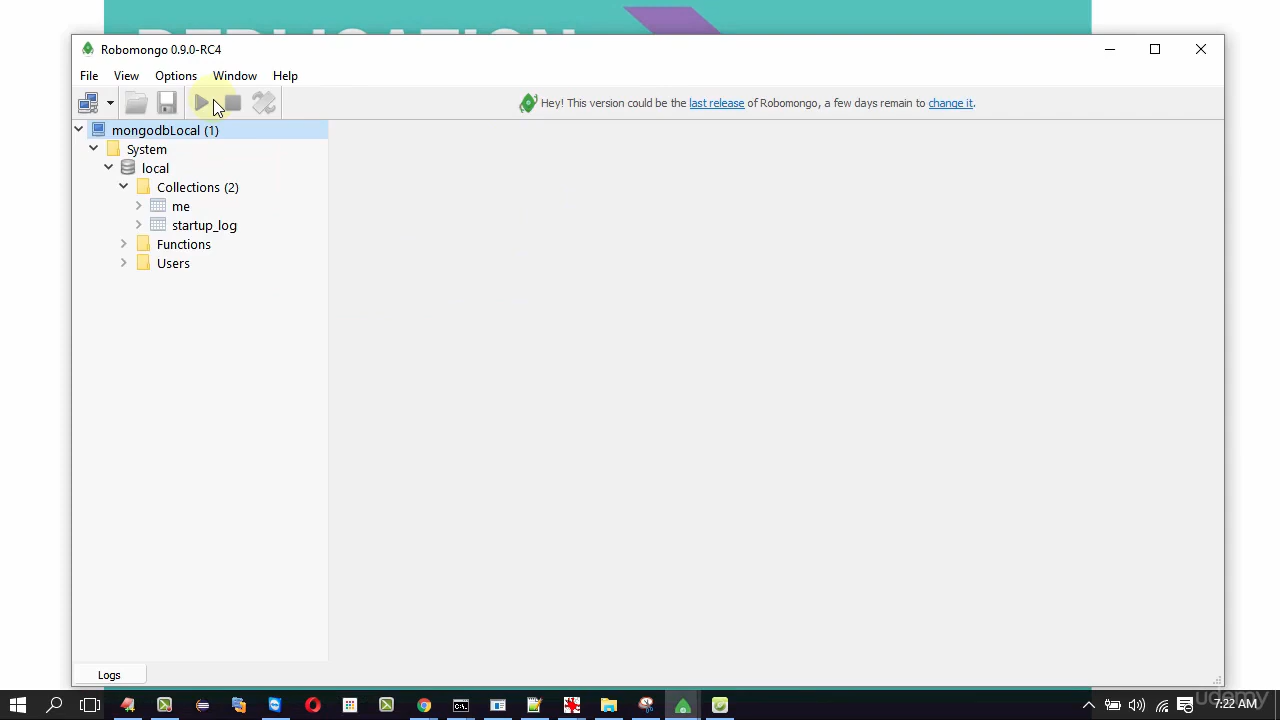 REPLICATION
Robomongo 0.9.0-RC4
File View Options Window Help
Hey! This version could be the last release of Robomongo, a few days remain to change it.
mongodbLocal (1)
System
local
Collections (2)
me
startup_log
Functions
Users
Logs
udemy
7:22 AM